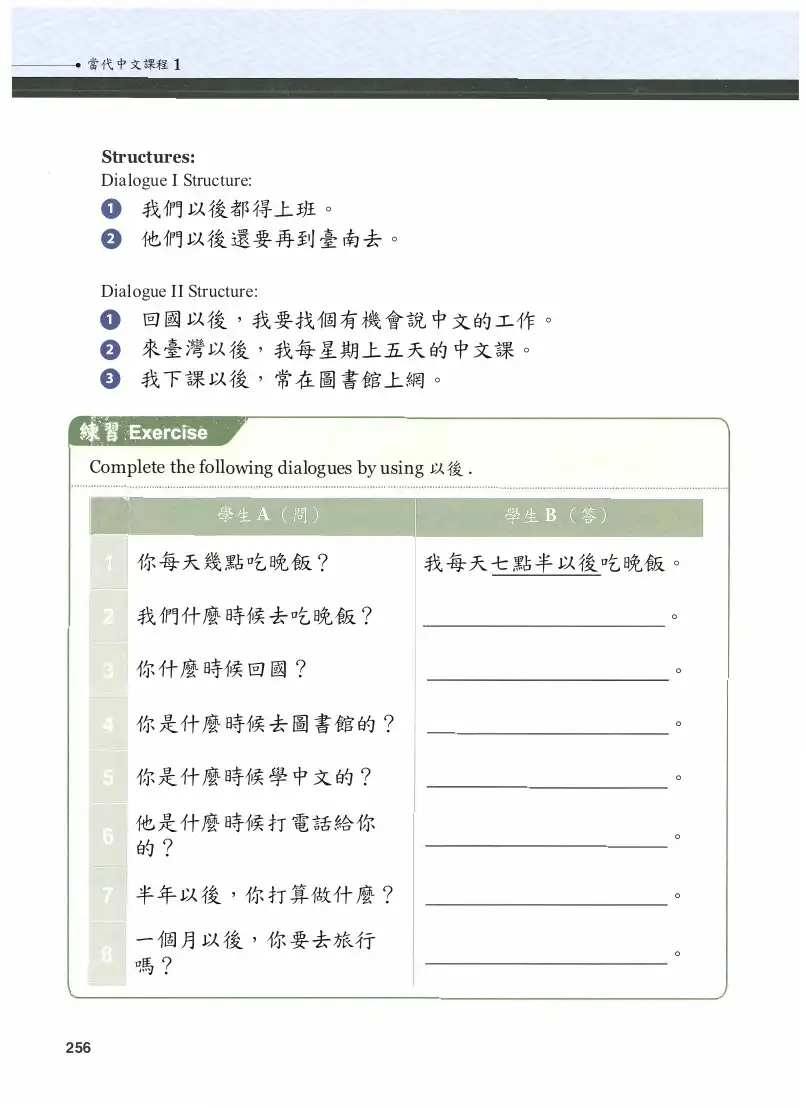 當代中文課程 1
Structures:
Dialogue I Structure:
1 我們以後都得上班。
2 他們以後還要再到臺南去。
Dialogue II Structure:
1 回國以後，我要找個有機會說中文的工作。
2 來臺灣以後，我每星期上五天的中文課。
3 我下課以後，常在圖書館上網。
練習 Exercise
Complete the following dialogues by using 以後 .
學生 A （問） 學生 B （答）
1 你每天幾點吃晚飯？ 我每天七點半以後吃晚飯。
2 我們什麼時候去吃晚飯？ 。
3 你什麼時候回國？ 。
4 你是什麼時候去圖書館的？ 。
5 你是什麼時候學中文的？ 。
6 他是什麼時候打電話給你
的？ 。
7 半年以後，你打算做什麼？ 。
8 一個月以後，你要去旅行
嗎？ 。
256